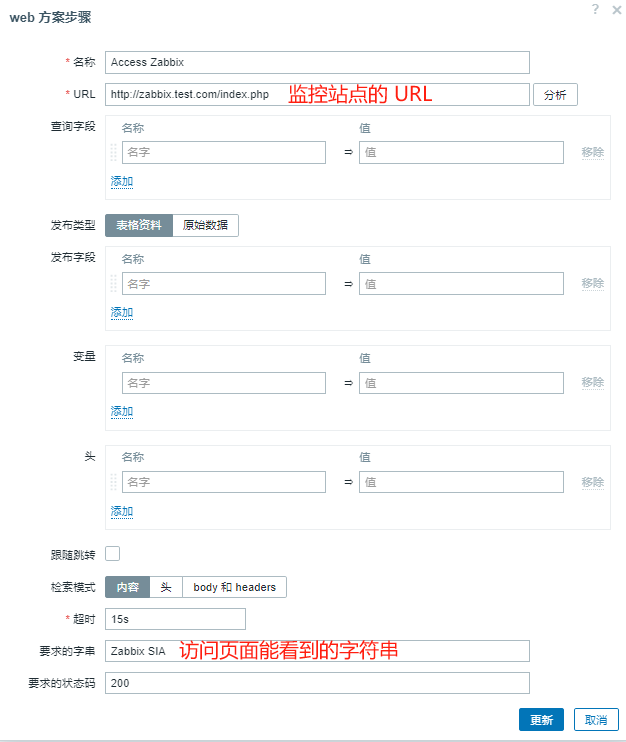 web 方案步骤 ? ×
* 名称 Access Zabbix
* URL http://zabbix.test.com/index.php 监控站点的 URL 分析
查询字段 名称 值
名字 ⇒ 值 移除
添加
发布类型 表格资料 原始数据
发布字段 名称 值
名字 ⇒ 值 移除
添加
变量 名称 值
名字 ⇒ 值 移除
添加
头 名称 值
名字 ⇒ 值 移除
添加
跟随跳转
检索模式 内容 头 body 和 headers
* 超时 15s
要求的字串 Zabbix SIA 访问页面能看到的字符串
要求的状态码 200
更新 取消